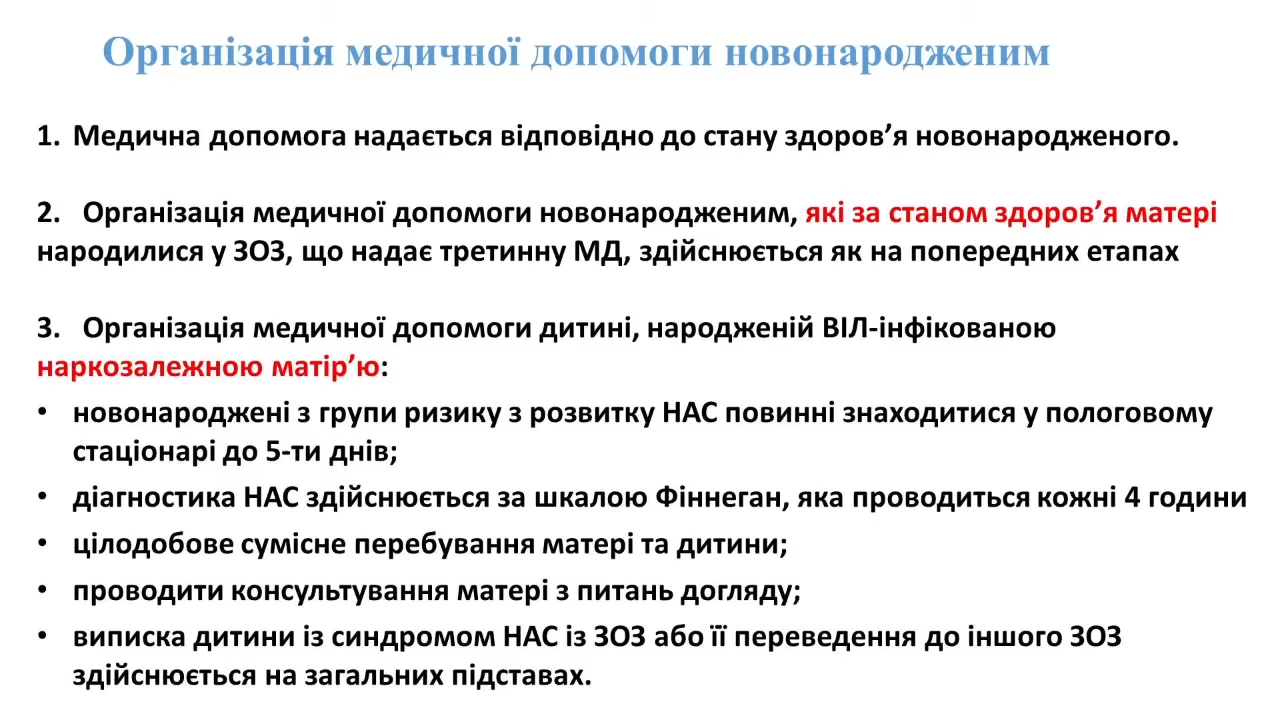 Організація медичної допомоги новонародженим
1. Медична допомога надається відповідно до стану здоров’я новонародженого.
2. Організація медичної допомоги новонародженим, які за станом здоров’я матері
народилися у ЗОЗ, що надає третинну МД, здійснюється як на попередних етапах
3. Організація медичної допомоги дитині, народженій ВІЛ-інфікованою
наркозалежною матір’ю:
• новонароджені з групи ризику з розвитку НАС повинні знаходитися у пологовому
стаціонарі до 5-ти днів;
• діагностика НАС здійснюється за шкалою Фіннеган, яка проводиться кожні 4 години
• цілодобове сумісне перебування матері та дитини;
• проводити консультування матері з питань догляду;
• виписка дитини із синдромом НАС із ЗОЗ або її переведення до іншого ЗОЗ
здійснюється на загальних підставах.